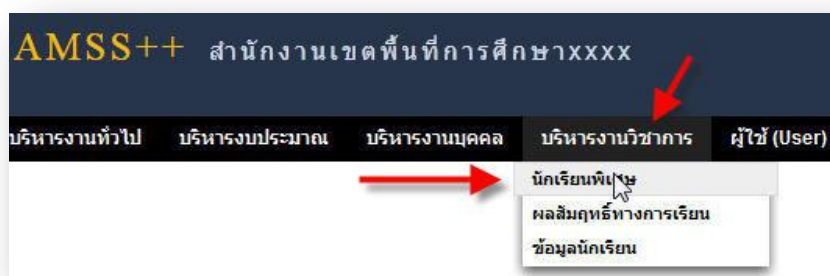 AMSS++ สำนักงานเขตพื้นที่การศึกษาxxxx
บริหารงานทั่วไป บริหารงบประมาณ บริหารงานบุคคล บริหารงานวิชาการ ผู้ใช้ (User)
นักเรียนพิเศษ
ผลสัมฤทธิ์ทางการเรียน
ข้อมูลนักเรียน